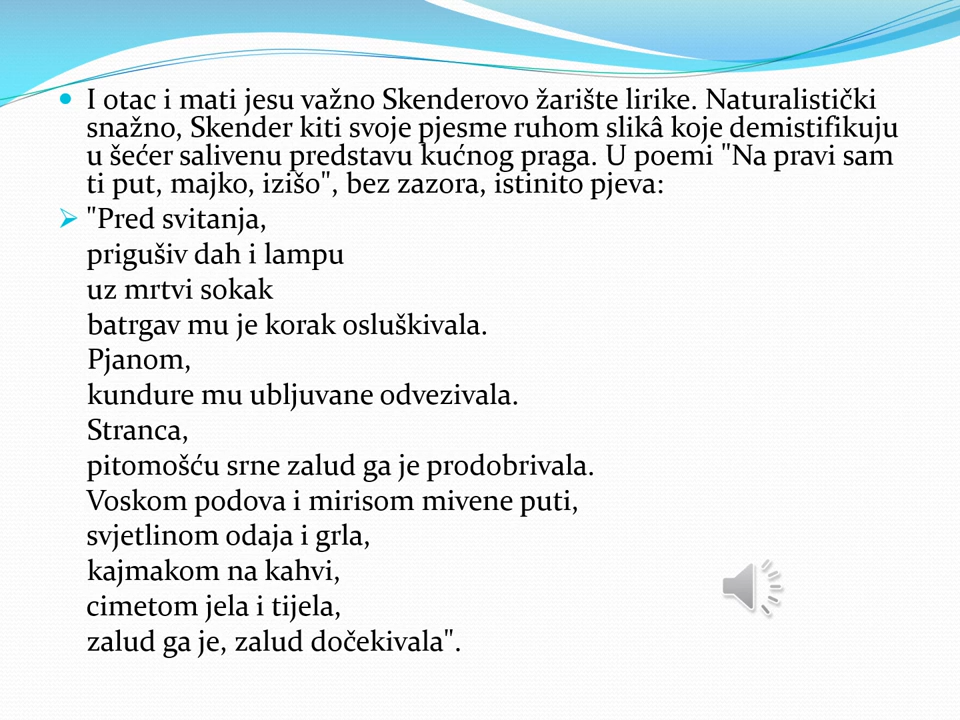 I otac i mati jesu važno Skenderovo žarište lirike. Naturalistički
snažno, Skender kiti svoje pjesme ruhom slikâ koje demistifikuju
u šećer salivenu predstavu kućnog praga. U poemi "Na pravi sam
ti put, majko, izišo", bez zazora, istinito pjeva:
"Pred svitanja,
prigušiv dah i lampu
uz mrtvi sokak
batrgav mu je korak osluškivala.
Pjanom,
kundure mu ubljuvane odvezivala.
Stranca,
pitomošću srne zalud ga je prodobrivala.
Voskom podova i mirisom mivene puti,
svjetlinom odaja i grla,
kajmakom na kahvi,
cimetom jela i tijela,
zalud ga je, zalud dočekivala".